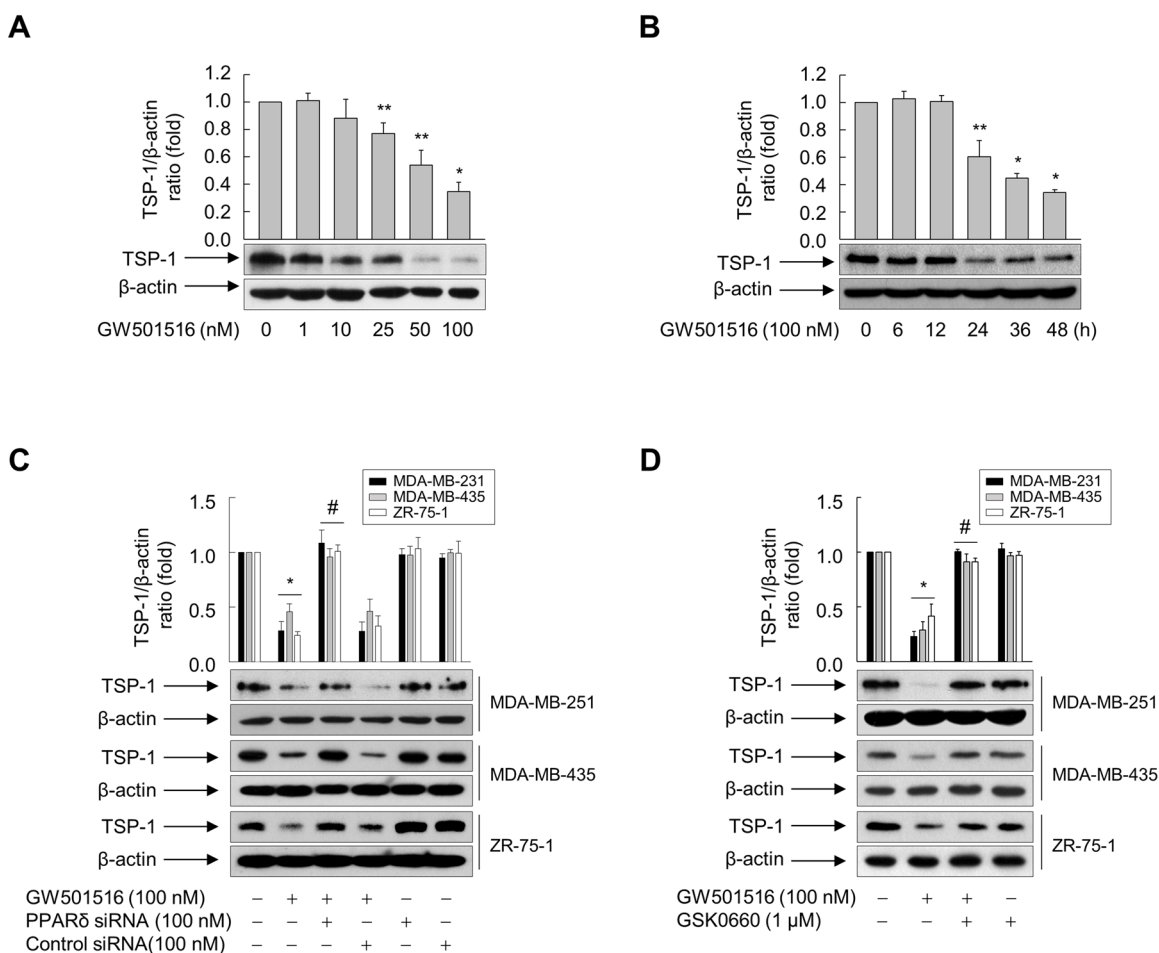 A
TSP-1/β-actin
ratio (fold)
1.2
1.0
0.8
0.6
0.4
0.2
0.0
** ** *
TSP-1
β-actin
GW501516 (nM) 0 1 10 25 50 100
B
TSP-1/β-actin
ratio (fold)
1.2
1.0
0.8
0.6
0.4
0.2
0.0
** * *
TSP-1
β-actin
GW501516 (100 nM) 0 6 12 24 36 48 (h)
C
MDA-MB-231
MDA-MB-435
ZR-75-1
TSP-1/β-actin
ratio (fold)
1.5
1.0
0.5
0.0
* #
TSP-1
β-actin
MDA-MB-251
TSP-1
β-actin
MDA-MB-435
TSP-1
β-actin
ZR-75-1
GW501516 (100 nM) − + + + − −
PPARδ siRNA (100 nM) − − + − + −
Control siRNA(100 nM) − − − + − +
D
MDA-MB-231
MDA-MB-435
ZR-75-1
TSP-1/β-actin
ratio (fold)
1.5
1.0
0.5
0.0
* #
TSP-1
β-actin
MDA-MB-251
TSP-1
β-actin
MDA-MB-435
TSP-1
β-actin
ZR-75-1
GW501516 (100 nM) − + + −
GSK0660 (1 μM) − − + +